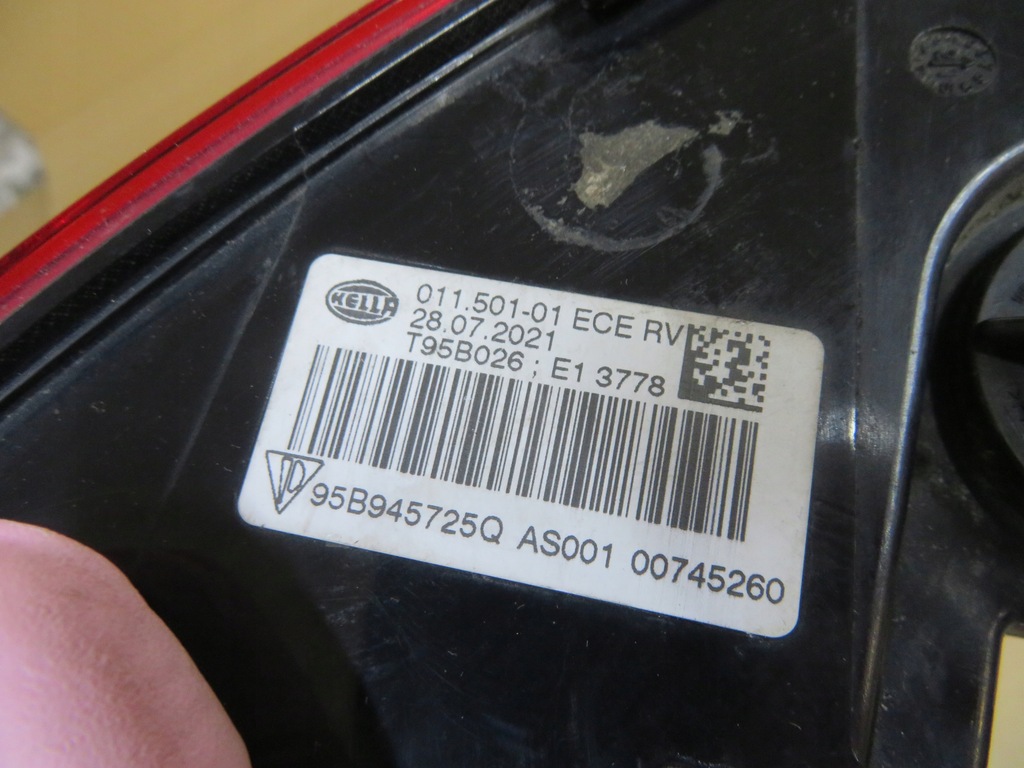 HELLA
011.501-01 ECE RV
28.07.2021
T95B026 ; E1 3778
95B945725Q AS001 00745260